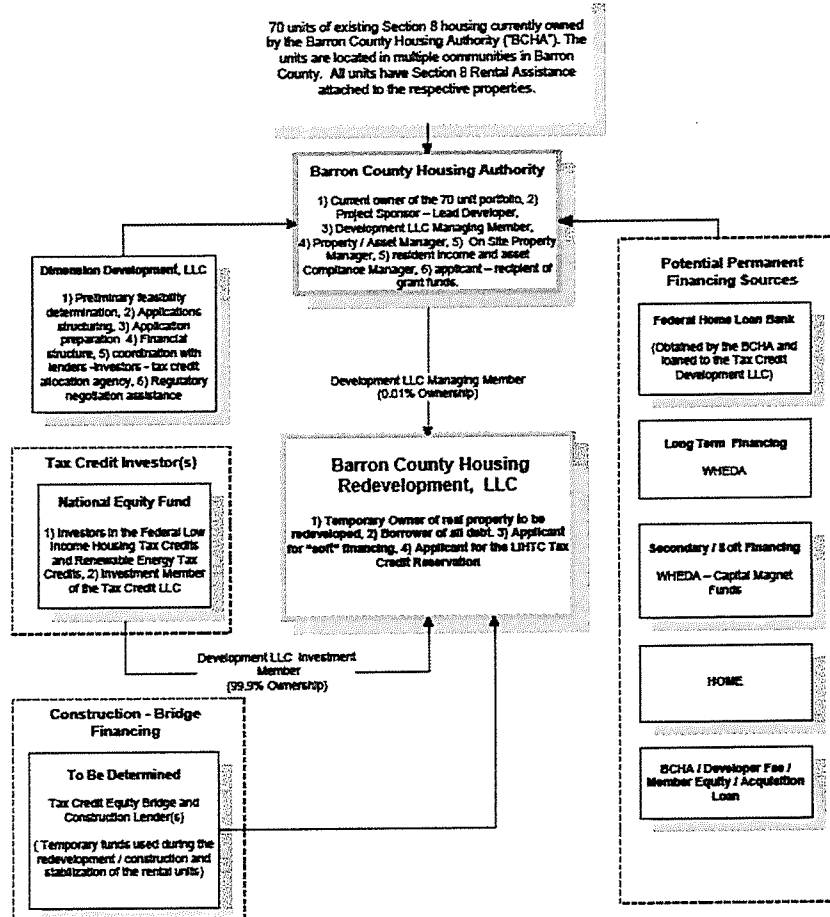 70 units of existing Section 8 housing currently owned
by the Barron County Housing Authority ("BCHA"). The
units are located in multiple communities in Barron
County. All units have Section 8 Rental Assistance
attached to the respective properties.
Barron County Housing Authority
1) Current owner of the 70 unit portfolio, 2)
Project Sponsor – Lead Developer,
3) Development LLC Managing Member,
4) Property / Asset Manager, 5) On Site Property
Manager, 5) resident income and asset
Compliance Manager, 6) applicant – recipient of
grant funds.
Dimension Development, LLC
1) Preliminary feasibility
determination, 2) Applications
structuring, 3) Application
preparation 4) Financial
structure, 5) coordination with
lenders -investors - tax credit
allocation agency, 6) Regulatory
negotiation assistance
Development LLC Managing Member
(0.01% Ownership)
Tax Credit Investor(s)
National Equity Fund
1) Investors in the Federal Low
Income Housing Tax Credits
and Renewable Energy Tax
Credits, 2) Investment Member
of the Tax Credit LLC
Barron County Housing
Redevelopment, LLC
1) Temporary Owner of real property to be
redeveloped, 2) Borrower of all debt. 3) Applicant
for "soft" financing, 4) Applicant for the LIHTC Tax
Credit Reservation
Development LLC Investment
Member
(99.9% Ownership)
Construction - Bridge
Financing
To Be Determined
Tax Credit Equity Bridge and
Construction Lender(s)
( Temporary funds used during the
redevelopment / construction and
stabilization of the rental units)
Potential Permanent
Financing Sources
Federal Home Loan Bank
(Obtained by the BCHA and
loaned to the Tax Credit
Development LLC)
Long Term Financing
WHEDA
Secondary / Soft Financing
WHEDA – Capital Magnet
Funds
HOME
BCHA / Developer Fee /
Member Equity / Acquisition
Loan